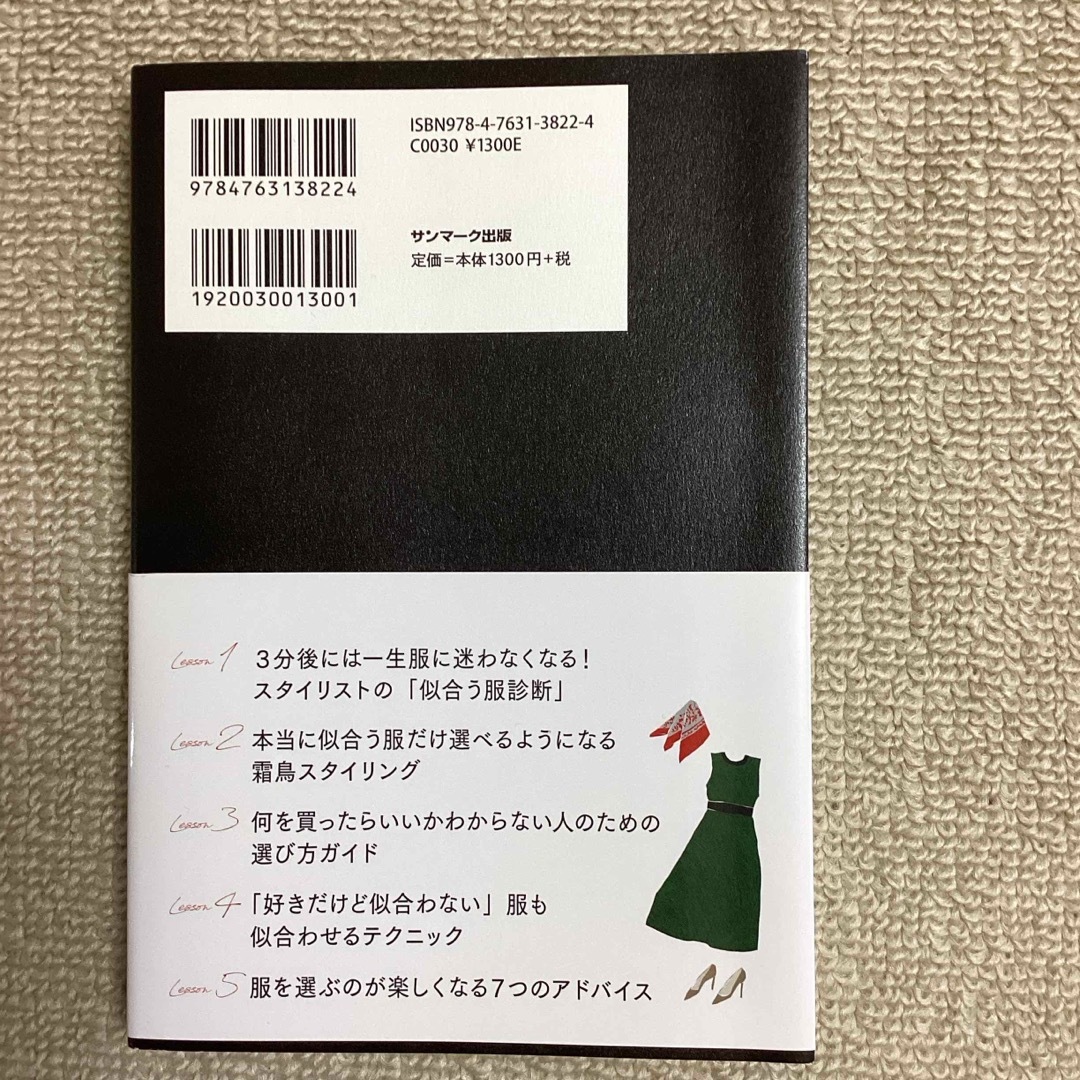 ISBN978-4-7631-3822-4
C0030 ¥1300E
9784763138224
サンマーク出版
定価=本体1300円+税
1920030013001
Lesson 1 3分後には一生服に迷わなくなる!
スタイリストの「似合う服診断」
Lesson 2 本当に似合う服だけ選べるようになる
霜鳥スタイリング
Lesson 3 何を買ったらいいかわからない人のための
選び方ガイド
Lesson 4 「好きだけど似合わない」服も
似合わせるテクニック
Lesson 5 服を選ぶのが楽しくなる7つのアドバイス